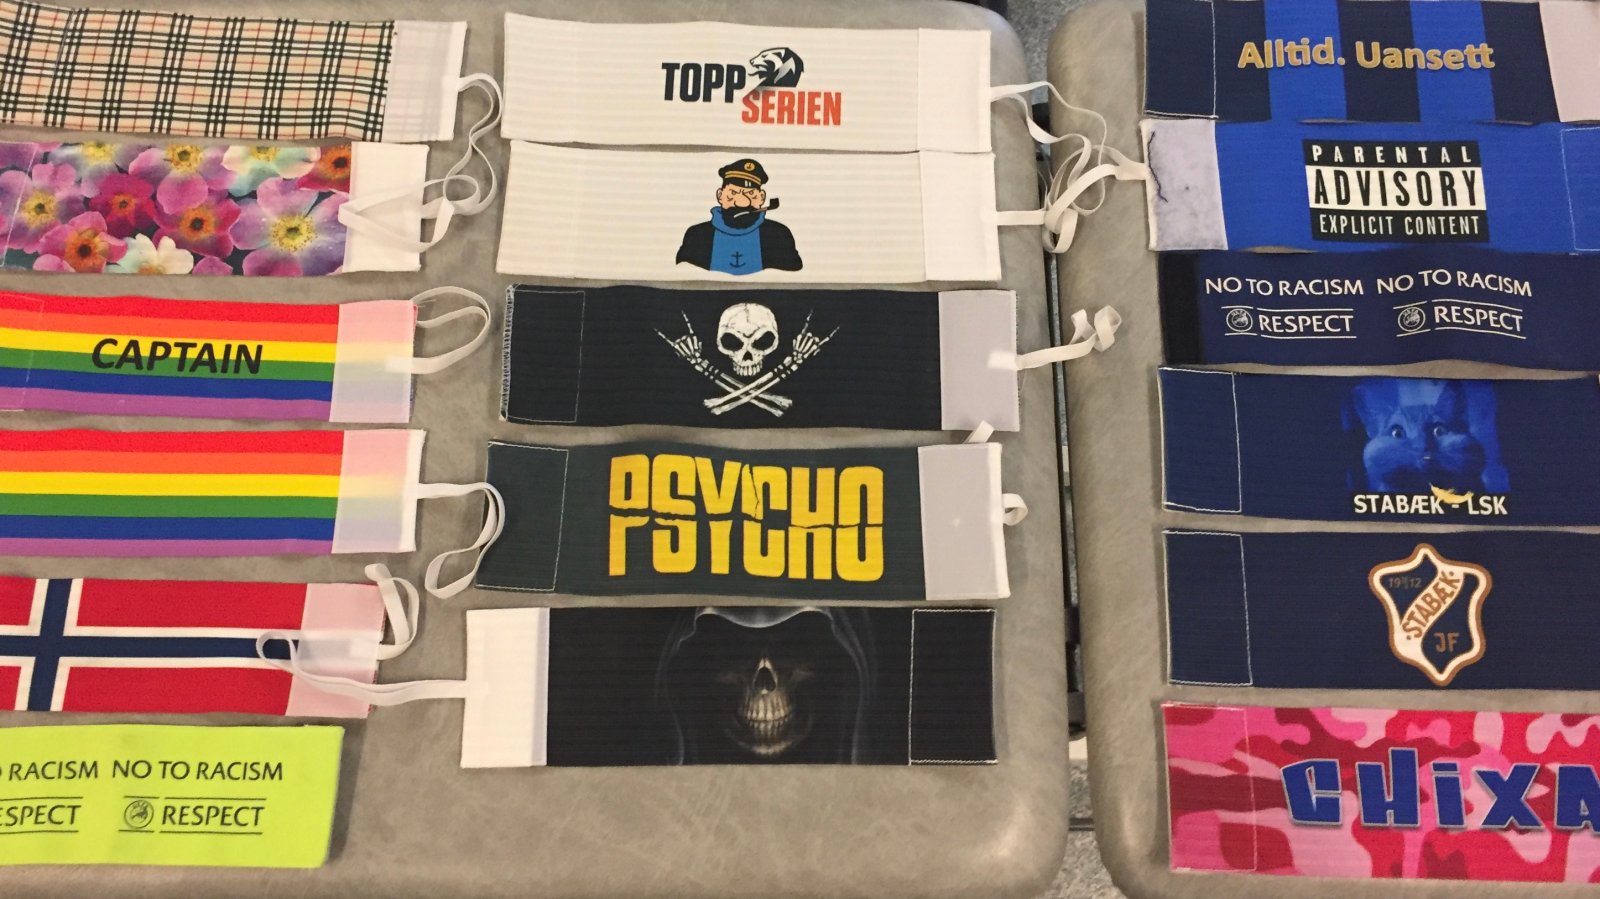 CAPTAIN
RACISM NO TO RACISM
RESPECT
TOPP
SERIEN
PSYCHO
Alltid. Uansett
PARENTAL
ADVISORY
EXPLICIT CONTENT
NO TO RACISM NO TO RACISM
RESPECT RESPECT
STABÆK - LSK
1912
STABÆK
JF
CHiXA